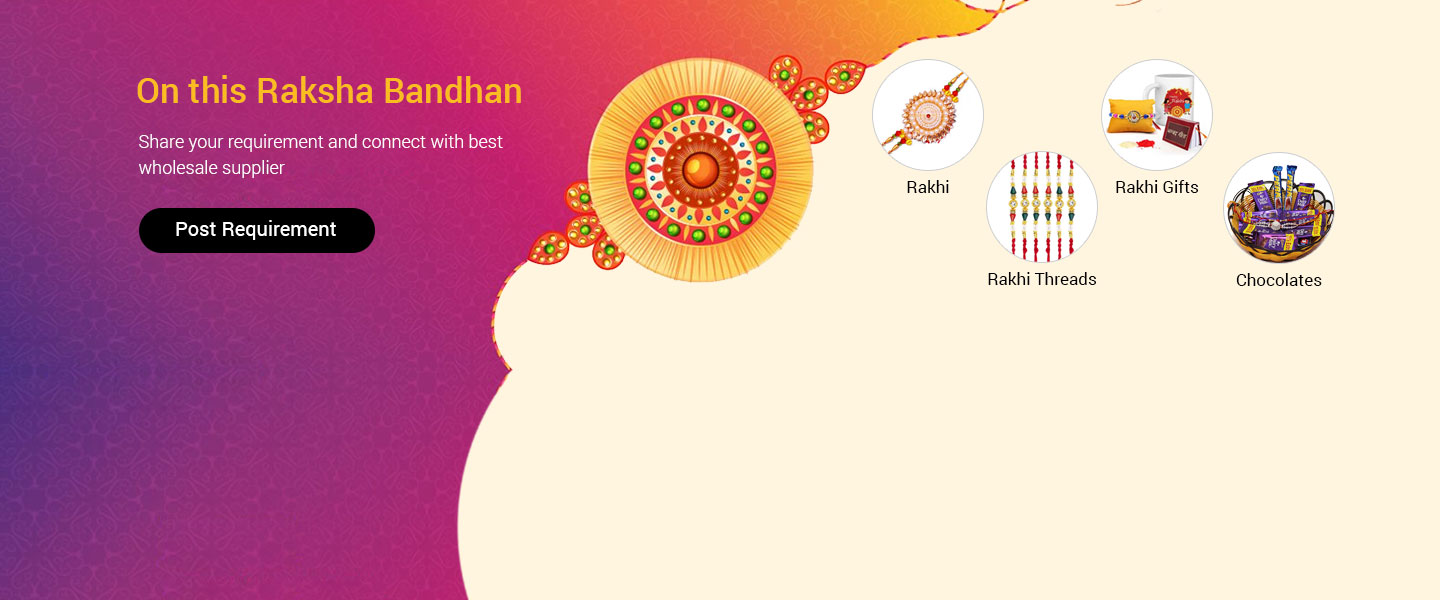 On this Raksha Bandhan
Share your requirement and connect with best
wholesale supplier
Post Requirement
Rakhi
Rakhi Threads
Rakhi Gifts
Chocolates